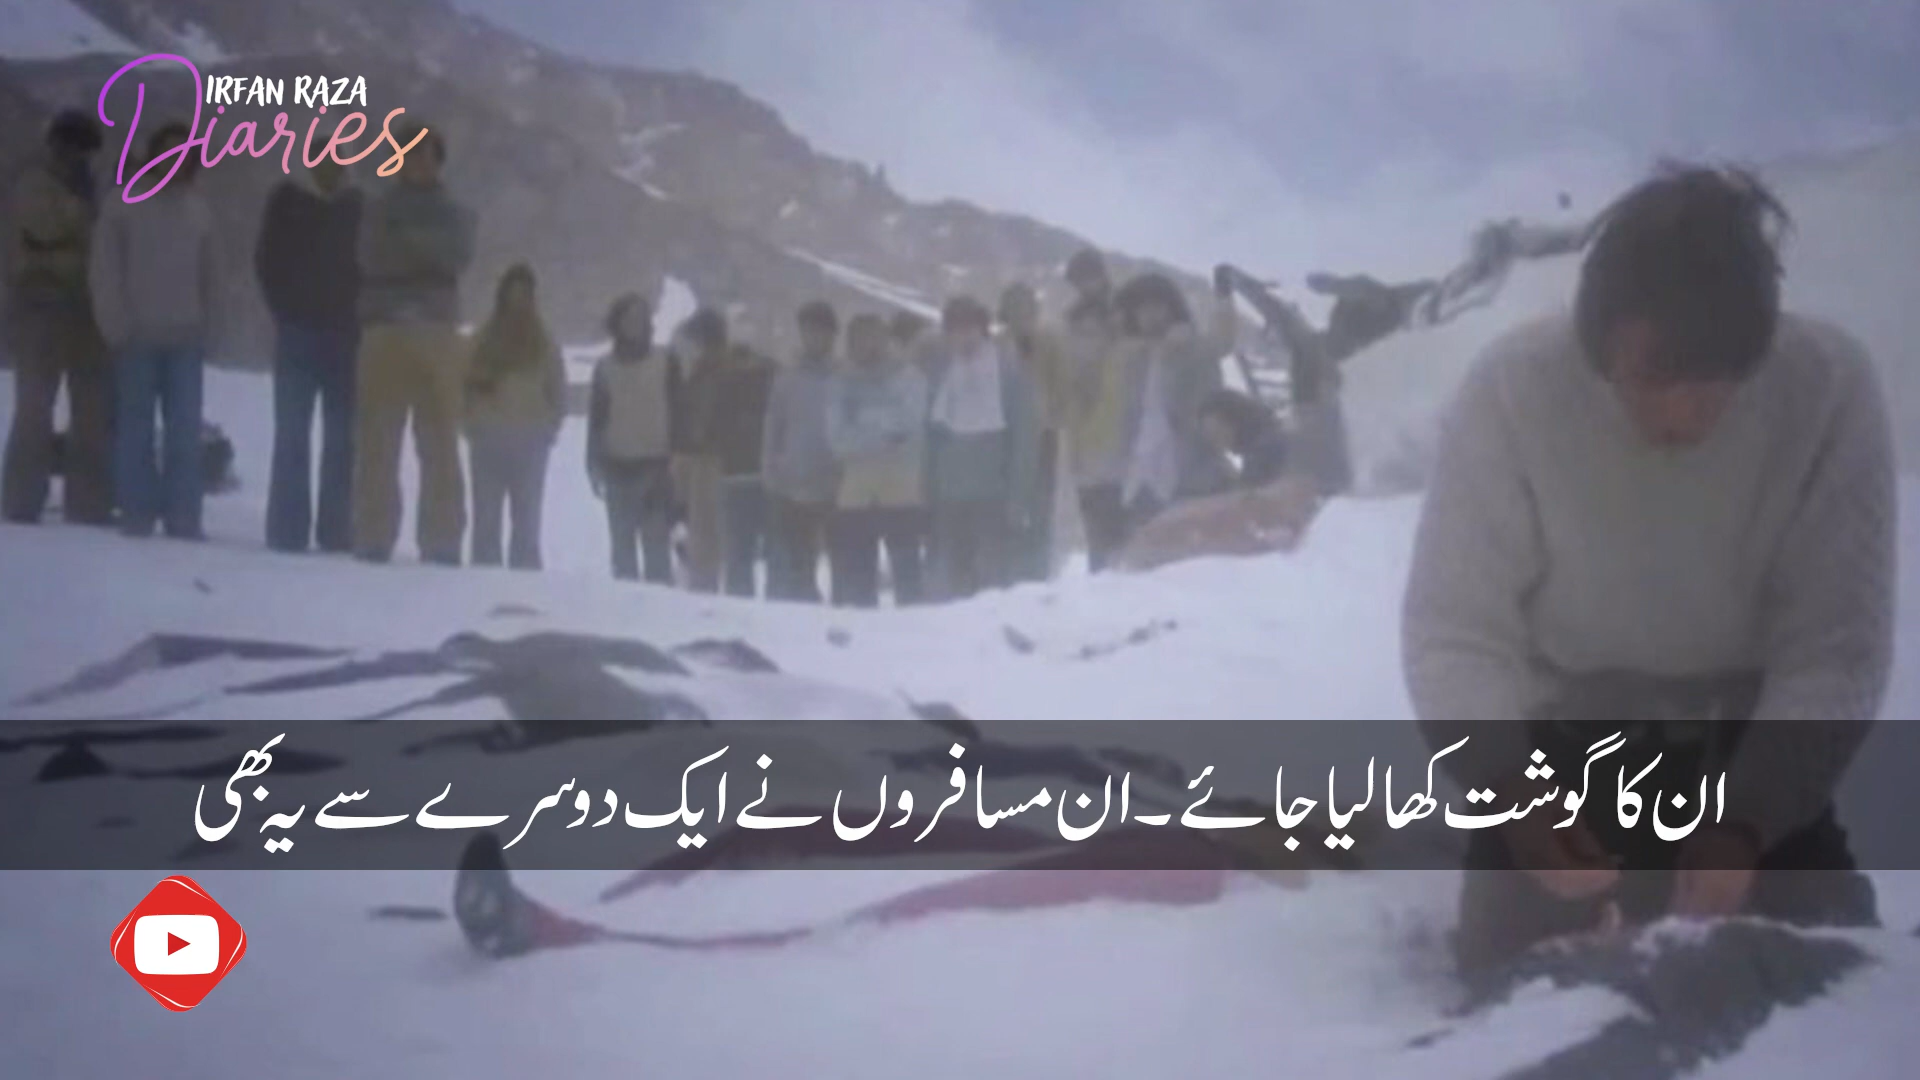 IRFAN RAZA
Diaries
ان کا گوشت کھا لیا جائے۔ ان مسافروں نے ایک دوسرے سے یہ بھی